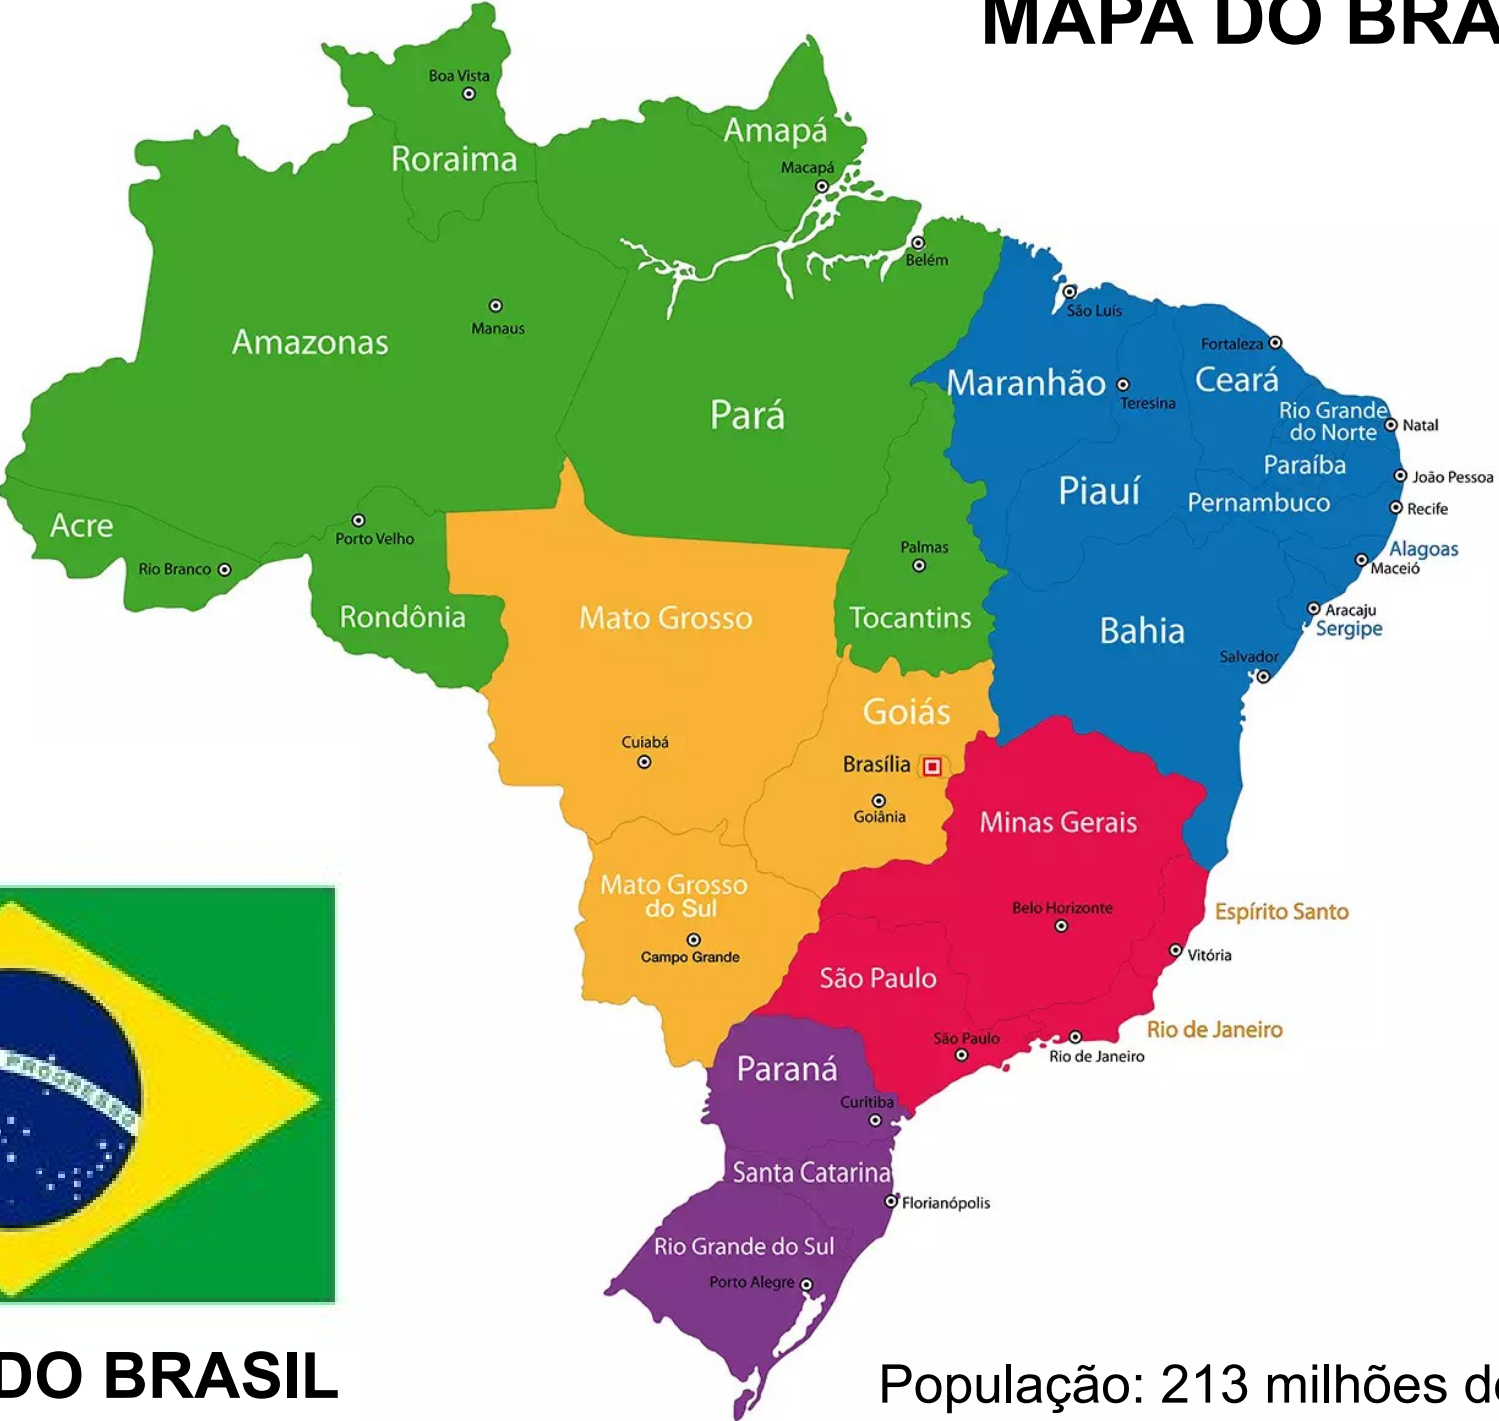 MAPA DO BRA
Boa Vista
Roraima
Amapá
Macapá
Belém
Manaus
Amazonas
Pará
São Luís
Maranhão
Teresina
Fortaleza
Ceará
Rio Grande
do Norte
Natal
Paraíba
João Pessoa
Piauí
Pernambuco
Recife
Acre
Rio Branco
Porto Velho
Rondônia
Palmas
Tocantins
Alagoas
Maceió
Aracaju
Sergipe
Bahia
Salvador
Mato Grosso
Cuiabá
Goiás
Brasília
Goiânia
Minas Gerais
Belo Horizonte
Espírito Santo
Vitória
Mato Grosso
do Sul
Campo Grande
São Paulo
São Paulo
Rio de Janeiro
Rio de Janeiro
Paraná
Curitiba
Santa Catarina
Florianópolis
Rio Grande do Sul
Porto Alegre
PROGRESSO
DO BRASIL
População: 213 milhões de